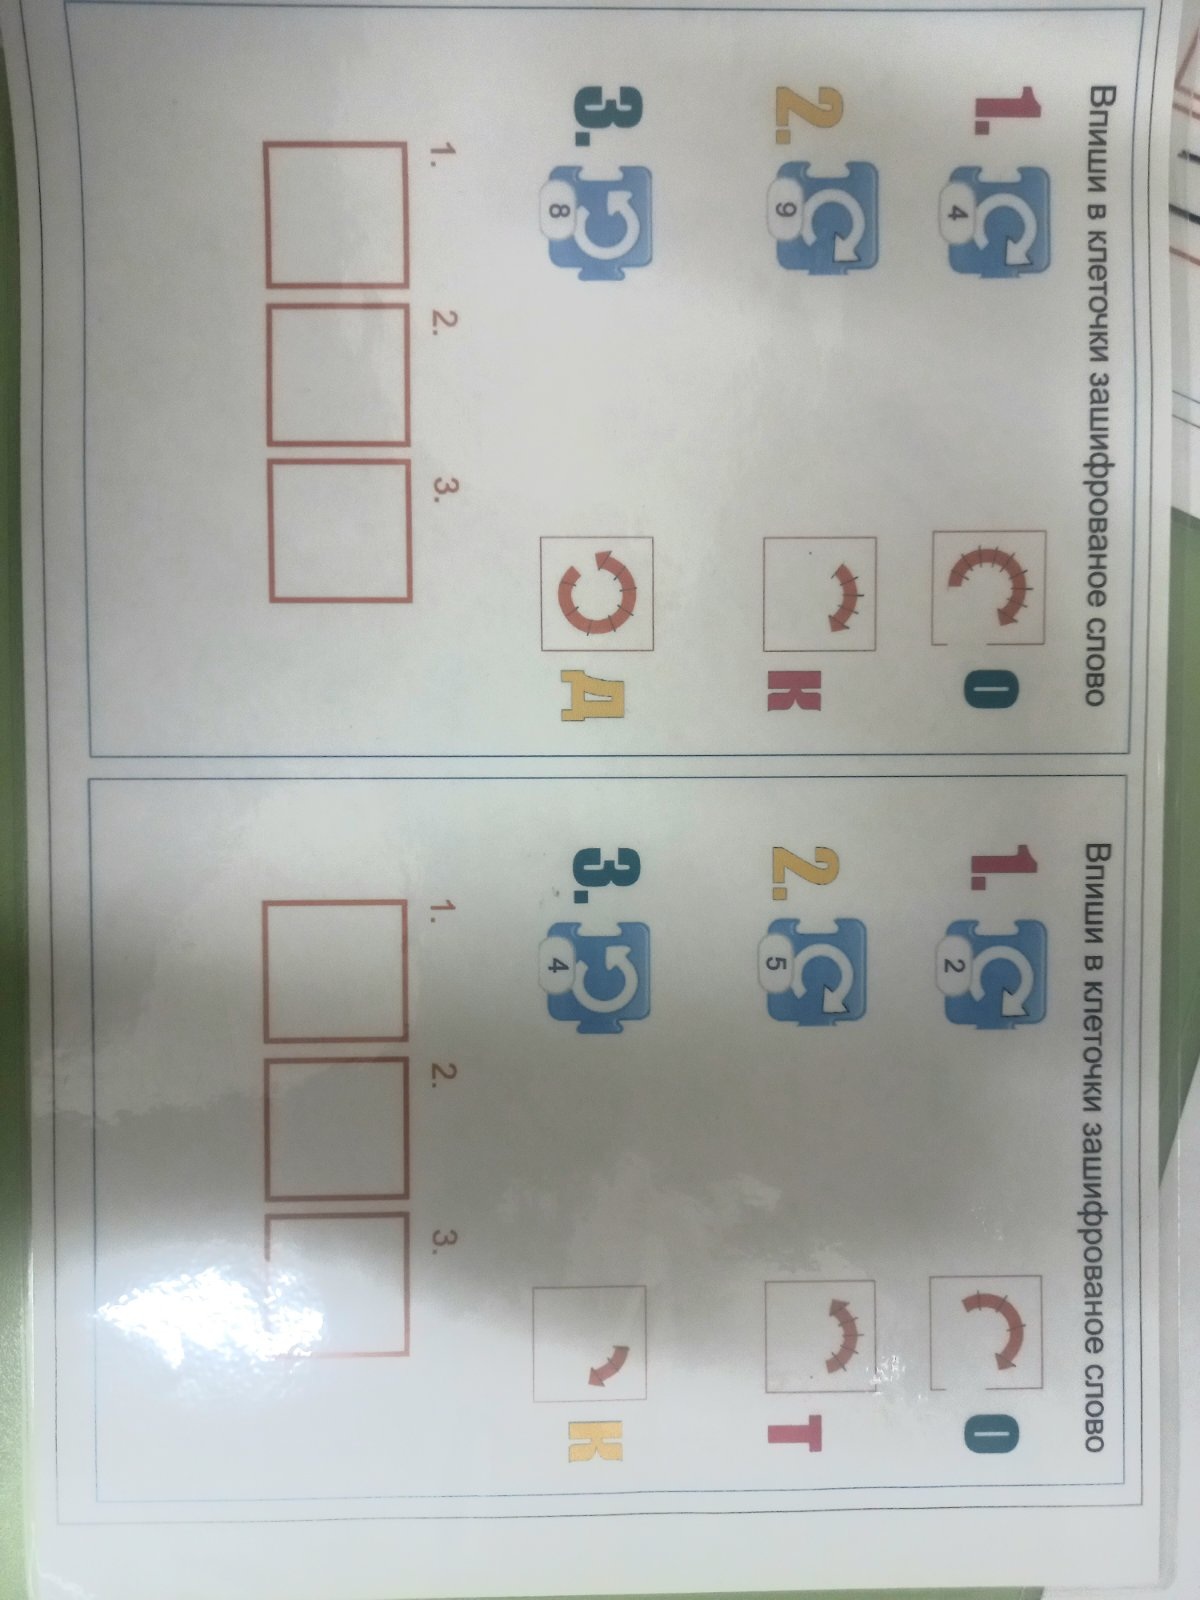 Впиши в клеточки зашифрованое слово
1. 4 О
2. 9 К
3. 8 Д
1. 2. 3.
Впиши в клеточки зашифрованое слово
1. 2 О
2. 5 Т
3. 4 К
1. 2. 3.